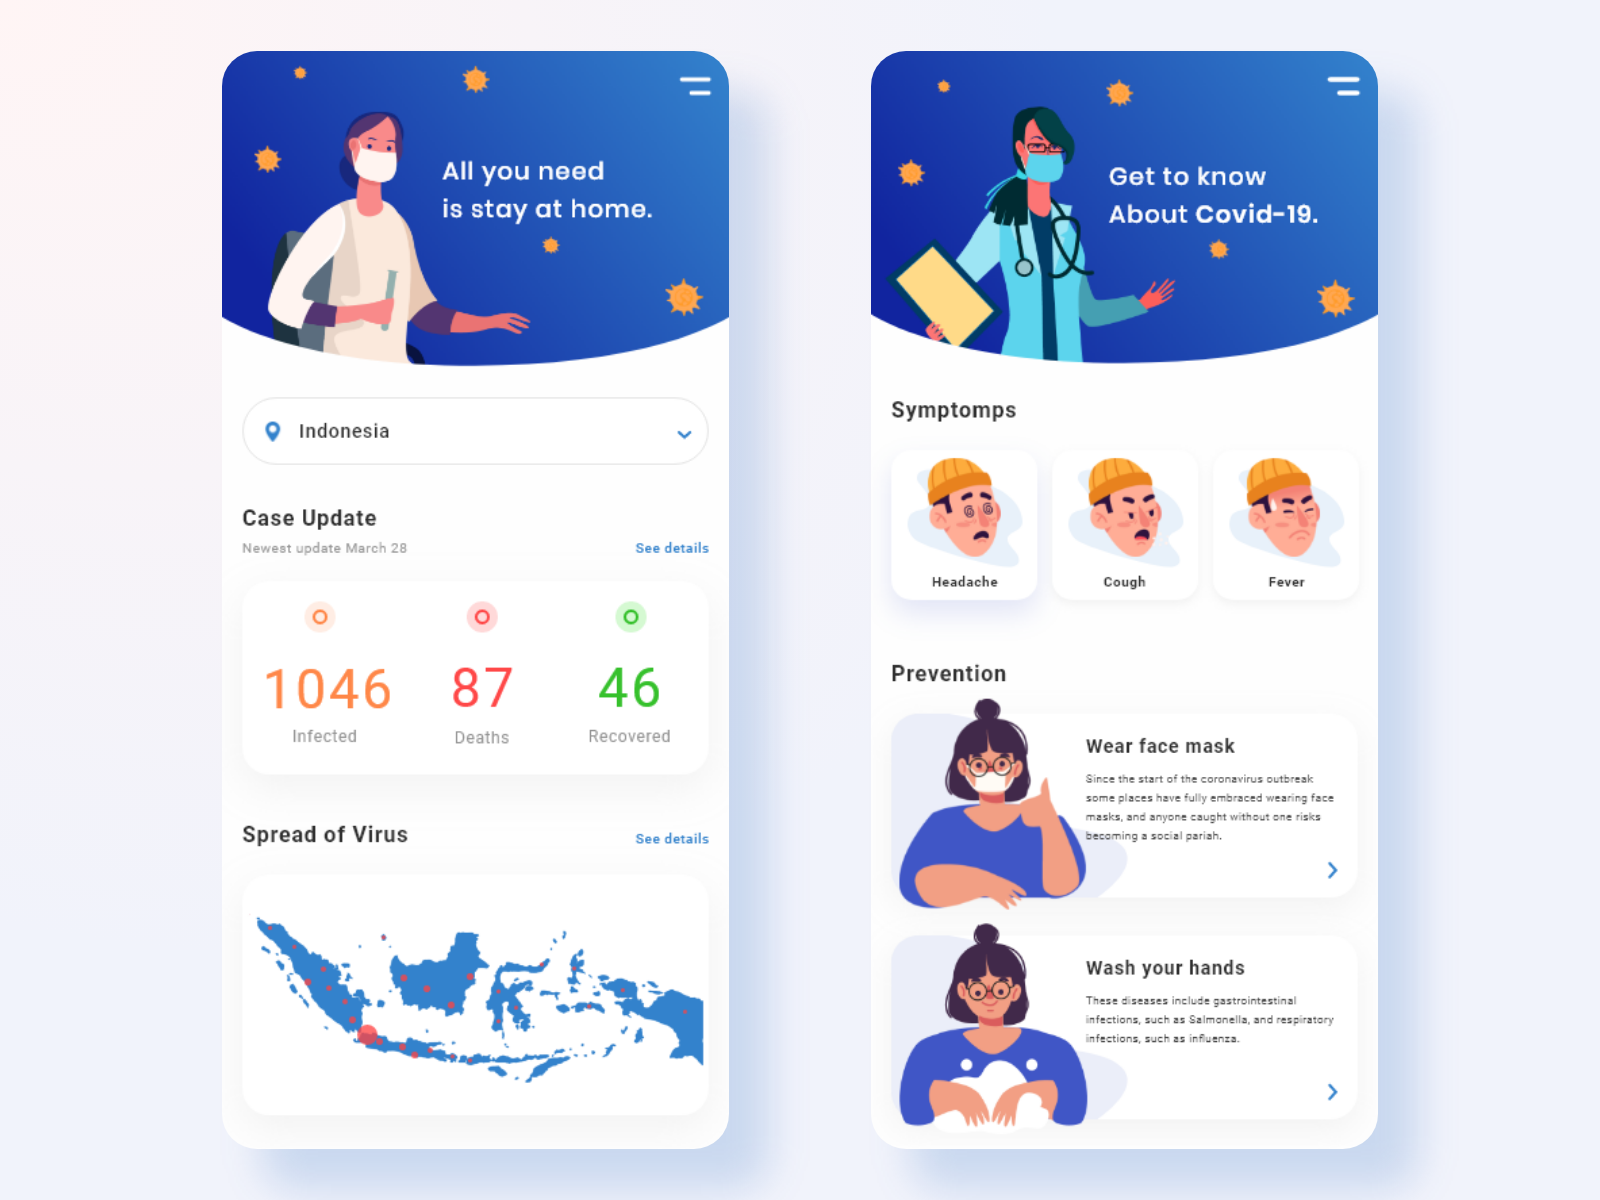 All you need
is stay at home.
Indonesia
Case Update
Newest update March 28
See details
1046
87
46
Infected
Deaths
Recovered
Spread of Virus
See details
Get to know
About Covid-19.
Symptomps
Headache
Cough
Fever
Prevention
Wear face mask
Since the start of the coronavirus outbreak
some places have fully embraced wearing face
masks, and anyone caught without one risks
becoming a social pariah.
Wash your hands
These diseases include gastrointestinal
infections, such as Salmonella, and respiratory
infections, such as influenza.